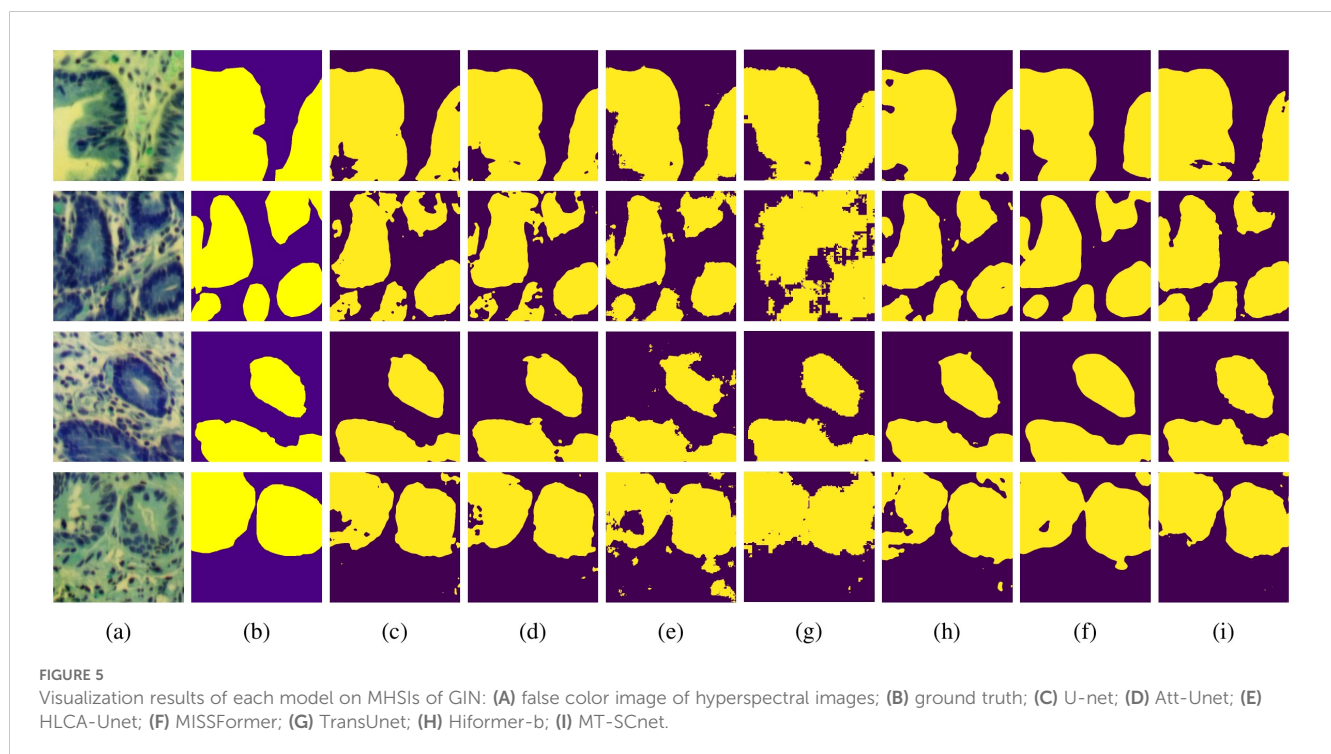 (a) (b) (c) (d) (e) (g) (h) (f) (i)
FIGURE 5
Visualization results of each model on MHSIs of GIN: (A) false color image of hyperspectral images; (B) ground truth; (C) U-net; (D) Att-Unet; (E)
HLCA-Unet; (F) MISSFormer; (G) TransUnet; (H) Hiformer-b; (I) MT-SCnet.